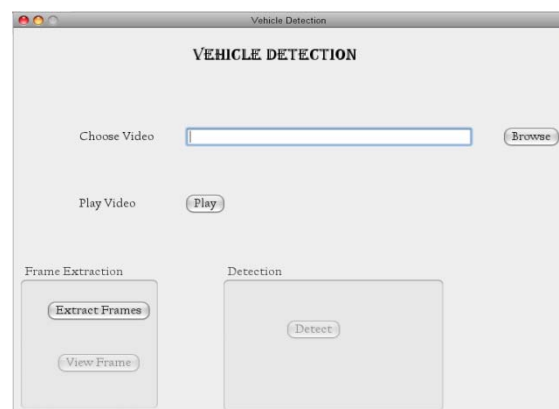 Vehicle Detection
VEHICLE DETECTION
Choose Video
Browse
Play Video
Play
Frame Extraction
Detection
Extract Frames
Detect
View Frame